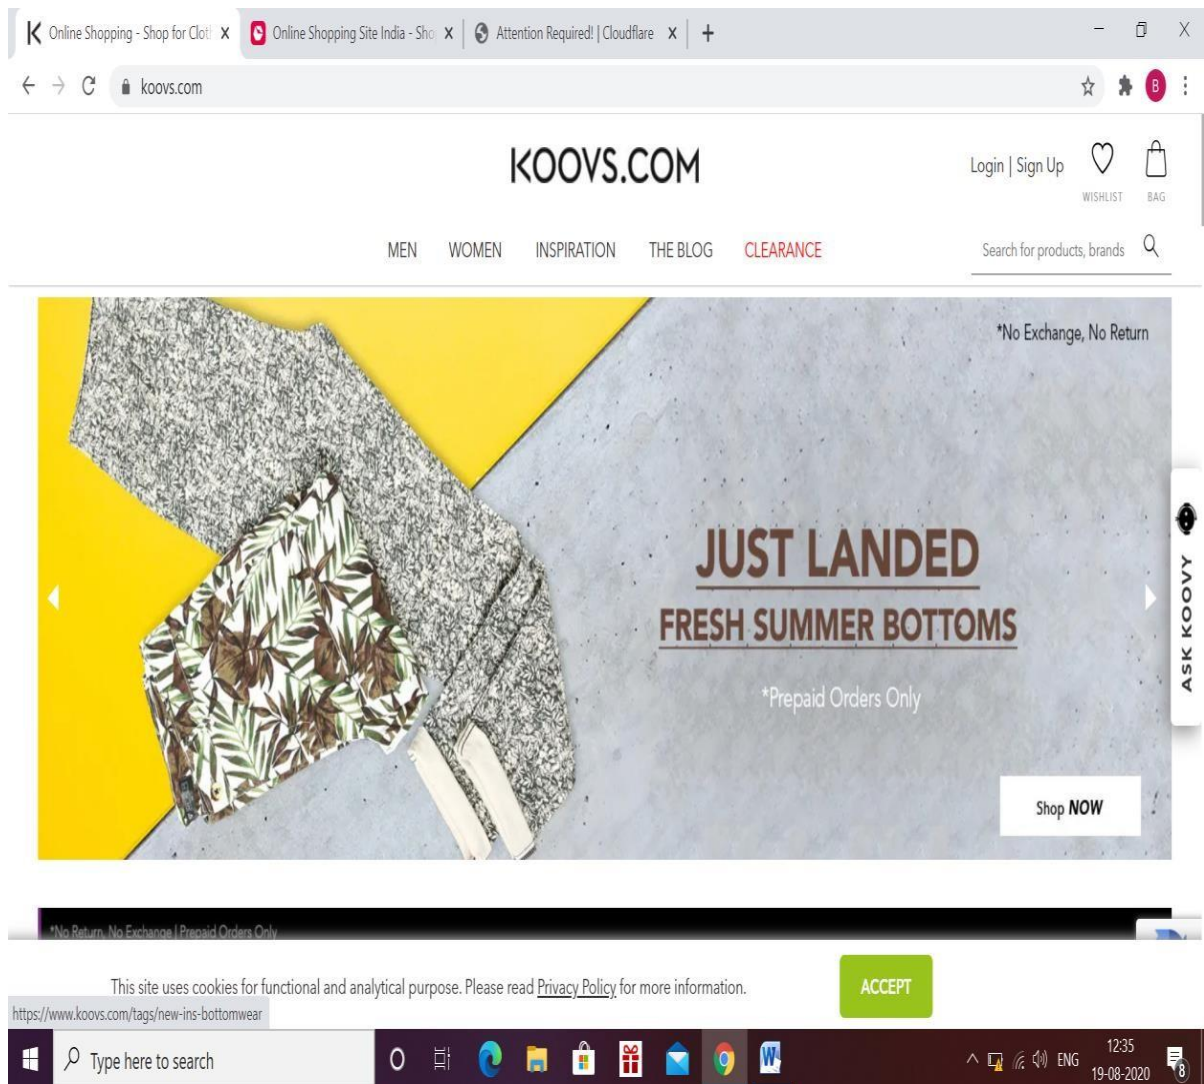 Online Shopping - Shop for Clot
Online Shopping Site India - Sho
Attention Required! | Cloudflare
koovs.com
B
KOOVS.COM
Login | Sign Up
WISHLIST
BAG
MEN
WOMEN
INSPIRATION
THE BLOG
CLEARANCE
Search for products, brands
*No Exchange, No Return
JUST LANDED
FRESH SUMMER BOTTOMS
*Prepaid Orders Only
Shop NOW
ASK KOOVY
*No Return, No Exchange | Prepaid Orders Only
This site uses cookies for functional and analytical purpose. Please read Privacy Policy for more information.
ACCEPT
https://www.koovs.com/tags/new-ins-bottomwear
Type here to search
W
ENG
12:35
19-08-2020
8